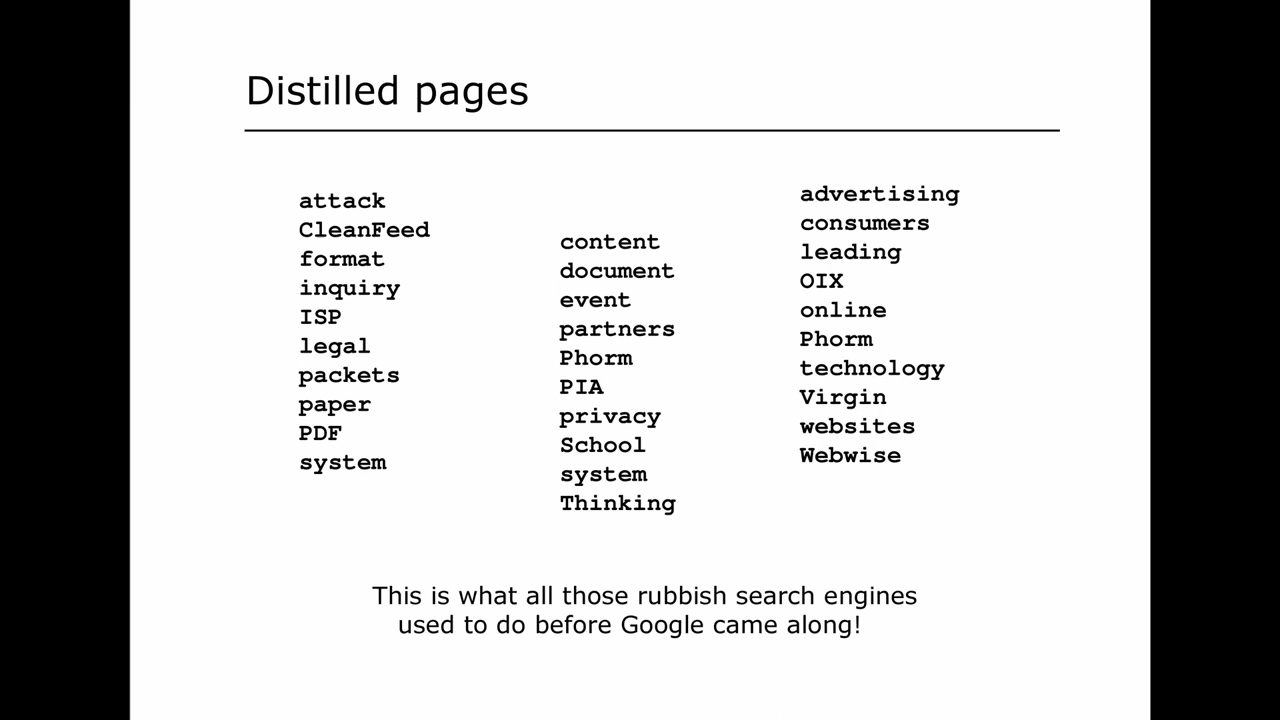 Distilled pages
attack
CleanFeed
format
inquiry
ISP
legal
packets
paper
PDF
system
content
document
event
partners
Phorm
PIA
privacy
School
system
Thinking
advertising
consumers
leading
OIX
online
Phorm
technology
Virgin
websites
Webwise
This is what all those rubbish search engines
used to do before Google came along!